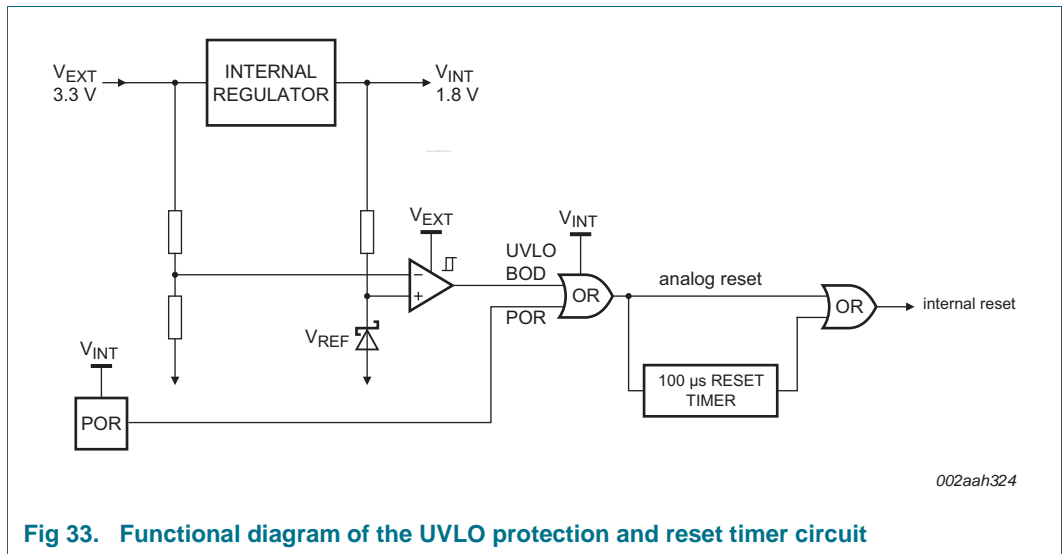 VEXT
3.3 V
INTERNAL
REGULATOR
VINT
1.8 V
VEXT
−
+
VREF
UVLO
BOD
POR
VINT
OR
analog reset
OR
internal reset
100 µs RESET
TIMER
VINT
POR
002aah324
Fig 33. Functional diagram of the UVLO protection and reset timer circuit